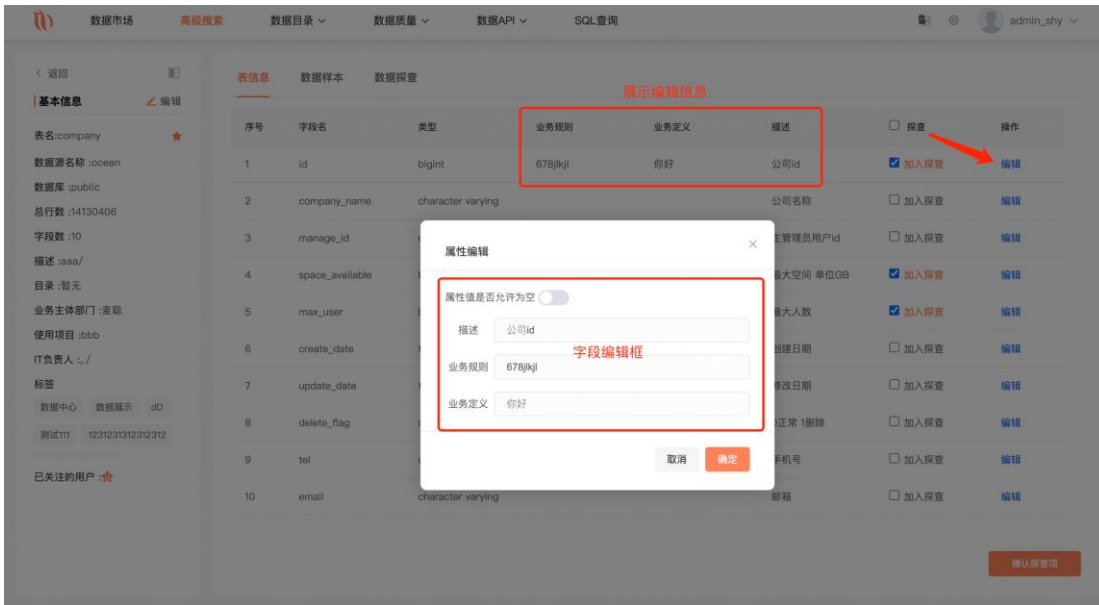 数据市场 高级搜索 数据目录 数据质量 数据API SQL查询 admin_shy
返回
基本信息 编辑
表名:company
数据源名称 :ocean
数据库 :public
总行数 :14130406
字段数 :10
描述 :aaa/
目录 :暂无
业务主体部门 :麦聪
使用项目 :bbb
IT负责人 :,./
标签
数据中心 数据展示 dD
测试111 1231231312312312
已关注的用户 :
表信息 数据样本 数据探查
展示编辑信息
序号 字段名 类型 业务规则 业务定义 描述 探查 操作
1 id bigint 678jlkjl 你好 公司id 加入探查 编辑
2 company_name character varying 公司名称 加入探查 编辑
3 manage_id 主管理员用户id 加入探查 编辑
4 space_available 最大空间 单位GB 加入探查 编辑
5 max_user 最大人数 加入探查 编辑
6 create_date 创建日期 加入探查 编辑
7 update_date 修改日期 加入探查 编辑
8 delete_flag 0正常 1删除 加入探查 编辑
9 tel 手机号 加入探查 编辑
10 email character varying 邮箱 加入探查 编辑
属性编辑
属性值是否允许为空
描述 公司id
字段编辑框
业务规则 678jlkjl
业务定义 你好
取消 确定
确认探查项